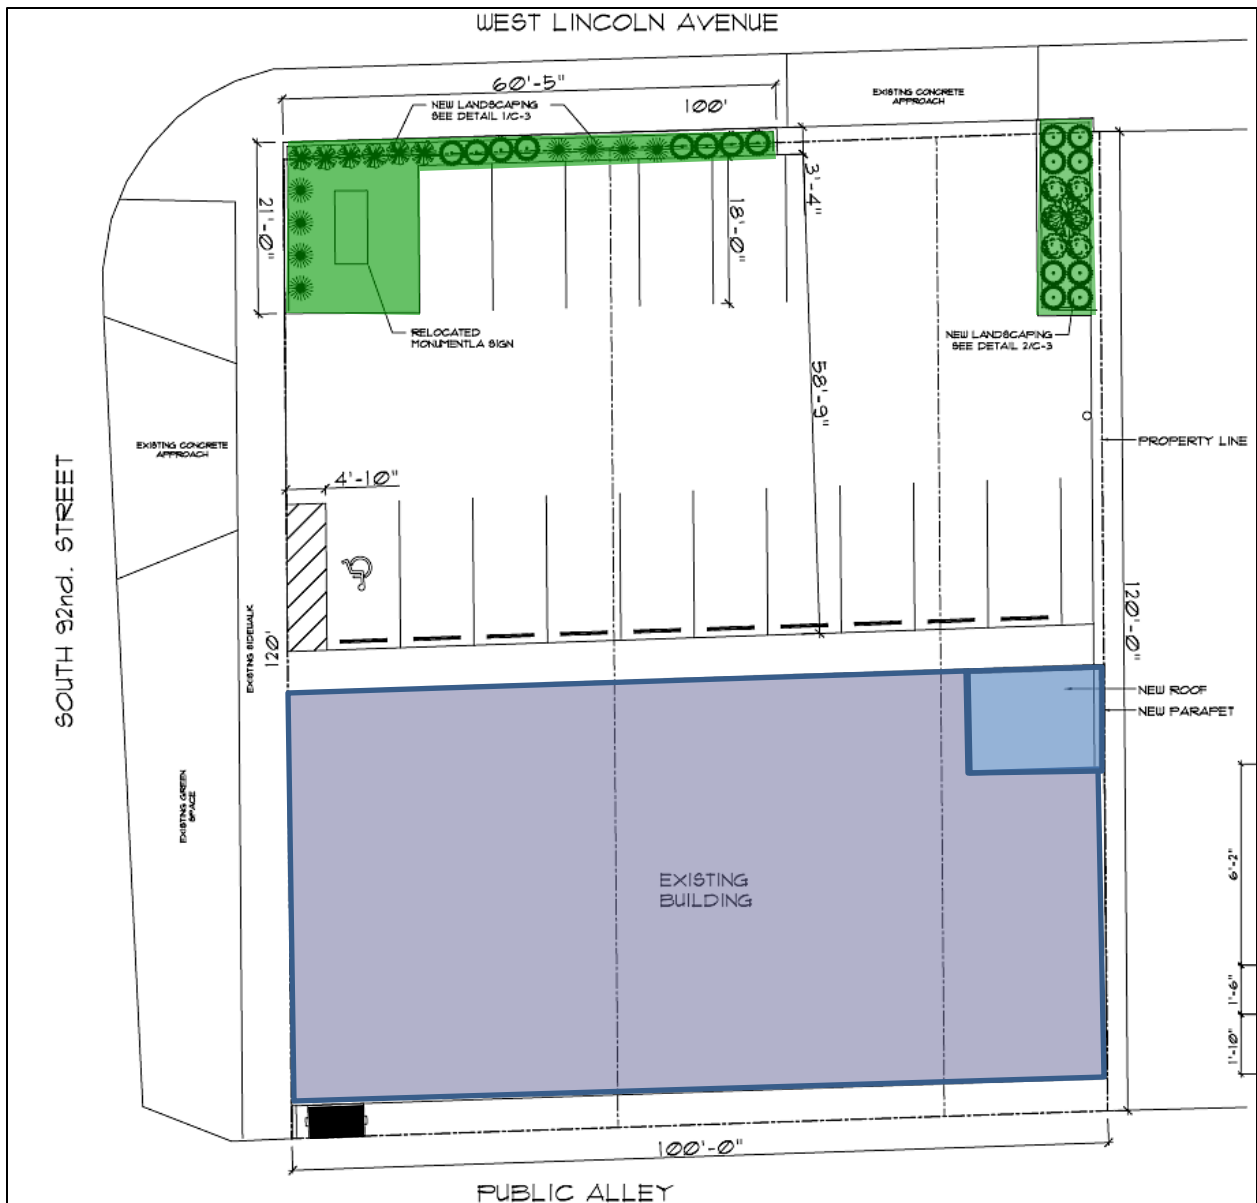 WEST LINCOLN AVENUE
60'-5"
NEW LANDSCAPING
SEE DETAIL 1/C-3
100'
EXISTING CONCRETE
APPROACH
3'-4"
21'-0"
18'-0"
RELOCATED
MONUMENTLA SIGN
NEW LANDSCAPING
SEE DETAIL 2/C-3
58'-9"
EXISTING CONCRETE
APPROACH
PROPERTY LINE
4'-10"
SOUTH 92nd. STREET
EXISTING SIDEWALK
120'
120'-0"
NEW ROOF
NEW PARAPET
EXISTING GREEN
SPACE
EXISTING
BUILDING
6'-2"
1'-6"
1'-10"
100'-0"
PUBLIC ALLEY